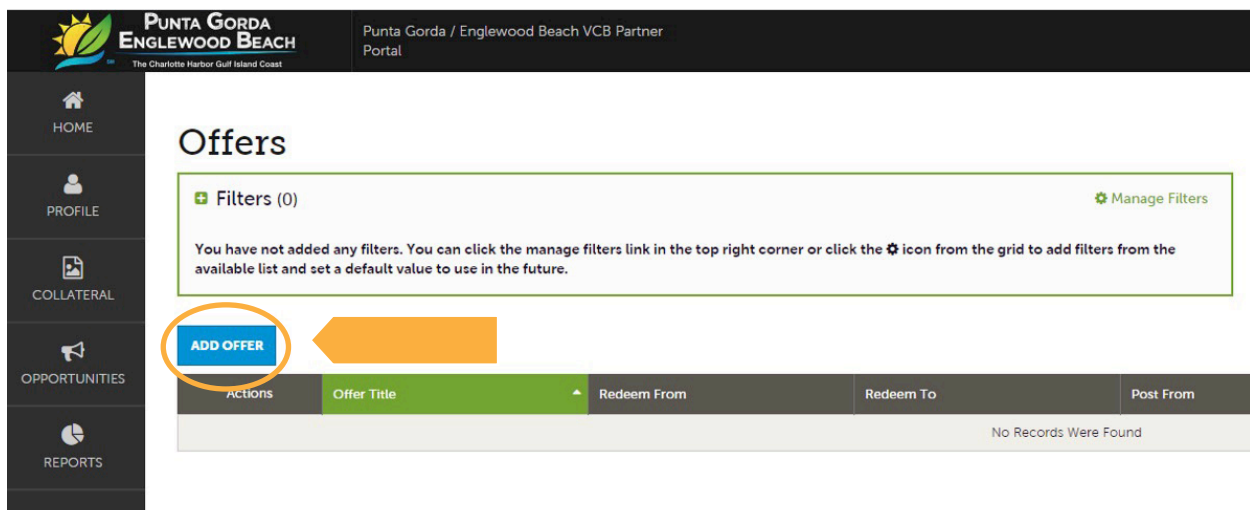 PUNTA GORDA
ENGLEWOOD BEACH
SM
The Charlotte Harbor Gulf Island Coast
Punta Gorda / Englewood Beach VCB Partner
Portal
HOME
PROFILE
COLLATERAL
OPPORTUNITIES
REPORTS
Offers
Filters (0)
Manage Filters
You have not added any filters. You can click the manage filters link in the top right corner or click the icon from the grid to add filters from the
available list and set a default value to use in the future.
ADD OFFER
Actions Offer Title Redeem From Redeem To Post From
No Records Were Found